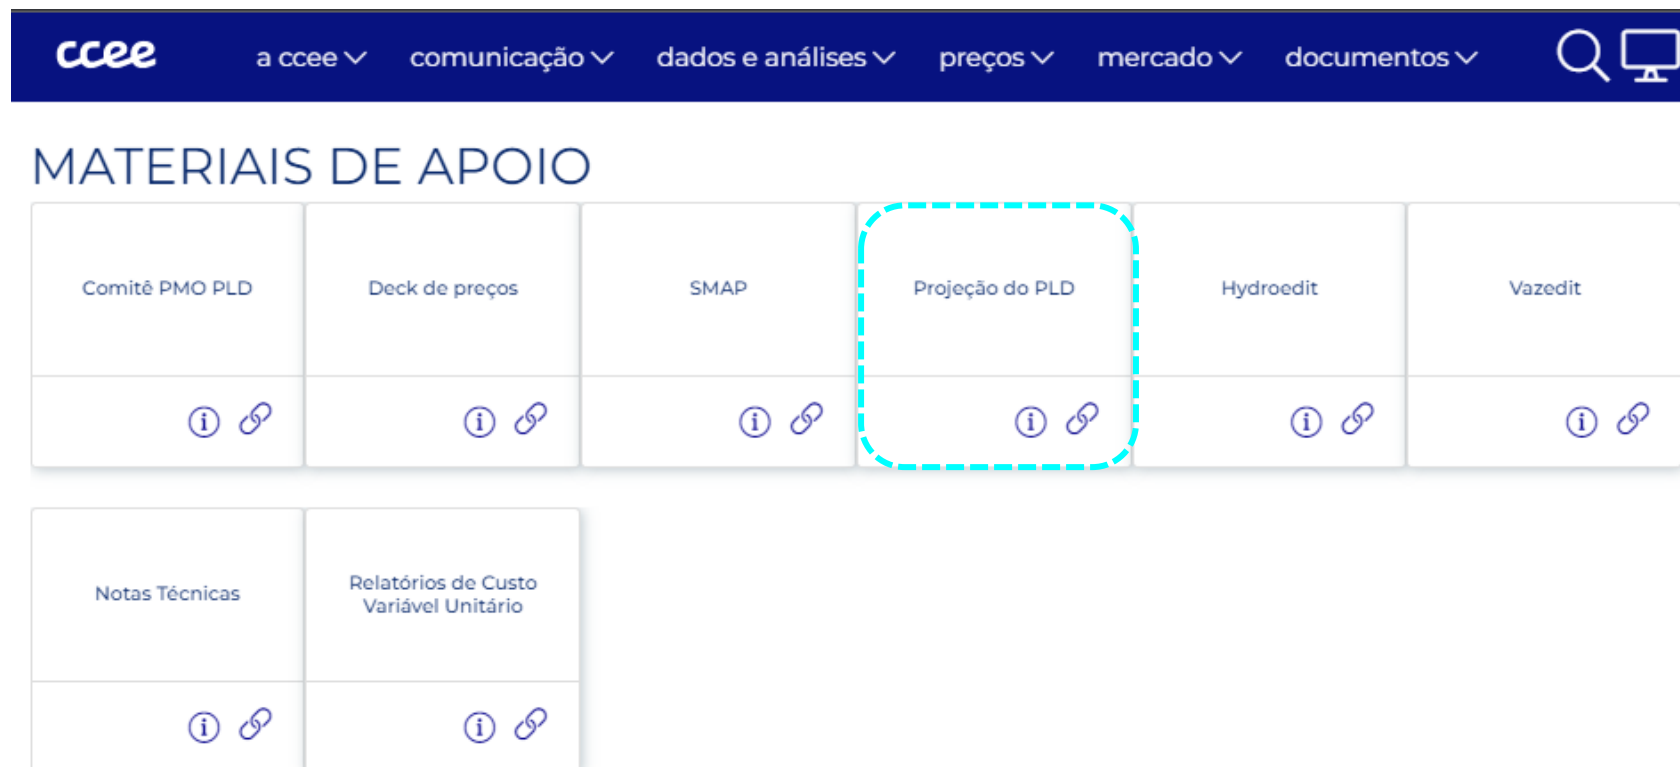 ccee a ccee comunicação dados e análises preços mercado documentos
MATERIAIS DE APOIO
Comitê PMO PLD
Deck de preços
SMAP
Projeção do PLD
Hydroedit
Vazedit
Notas Técnicas
Relatórios de Custo
Variável Unitário